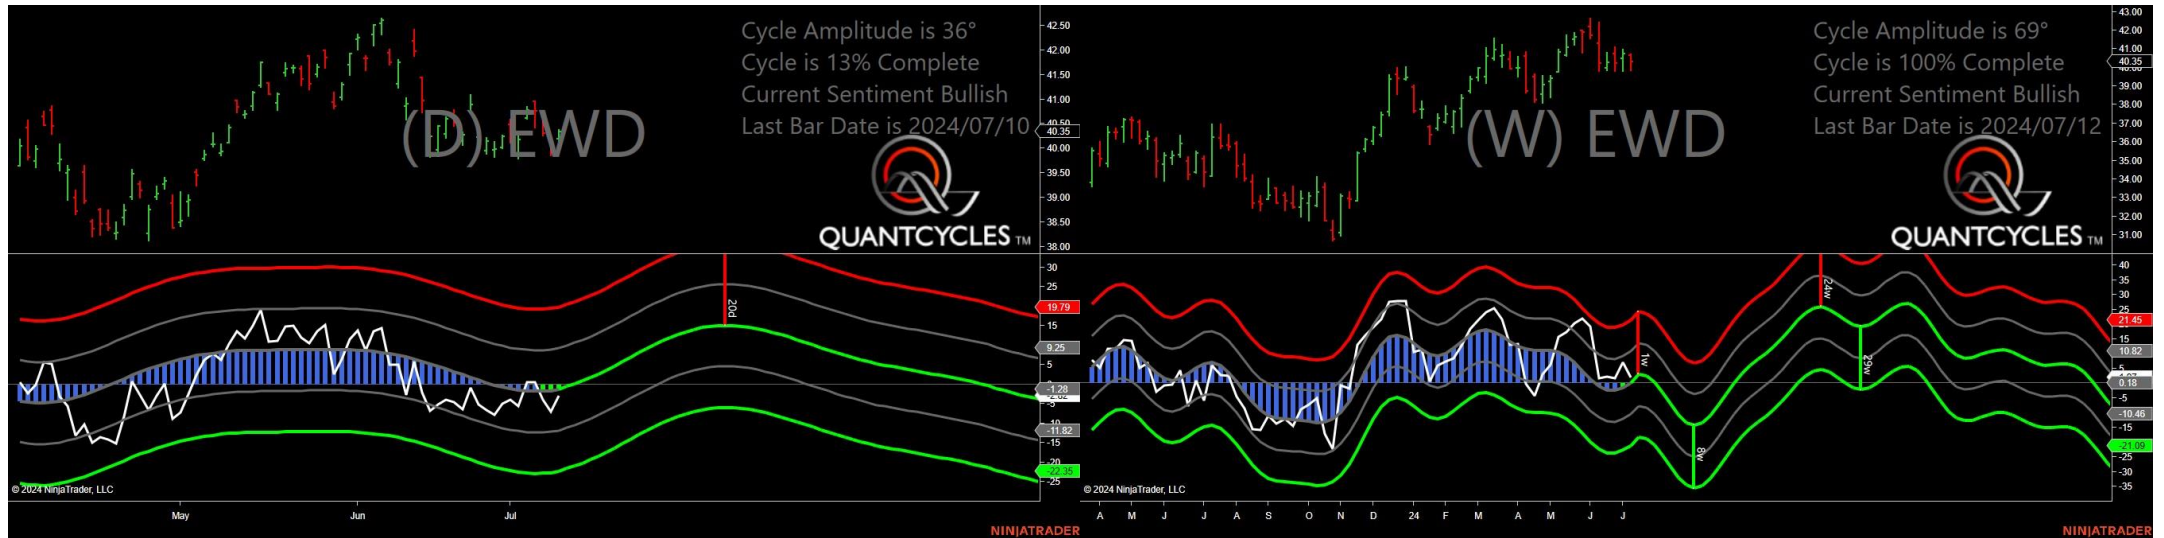 Cycle Amplitude is 36°
Cycle is 13% Complete
Current Sentiment Bullish
Last Bar Date is 2024/07/10
(D) EWD
QUANTCYCLES TM
42.50
42.00
41.50
41.00
40.50
40.35
40.00
39.50
39.00
38.50
38.00
30
25
19.79
15
9.25
5
-1.28
-5
-10
-11.82
-15
-20
-22.35
-25
20d
© 2024 NinjaTrader, LLC
May
Jun
Jul
NINJATRADER
Cycle Amplitude is 69°
Cycle is 100% Complete
Current Sentiment Bullish
Last Bar Date is 2024/07/12
(W) EWD
QUANTCYCLES TM
43.00
42.00
41.00
40.35
39.00
38.00
37.00
36.00
35.00
34.00
33.00
32.00
31.00
40
35
30
25
21.45
15
10.82
5
0.18
-5
-10.46
-15
-21.09
-25
-30
-35
1w
8w
24w
29w
© 2024 NinjaTrader, LLC
A M J J A S O N D 24 F M A M J J
NINJATRADER